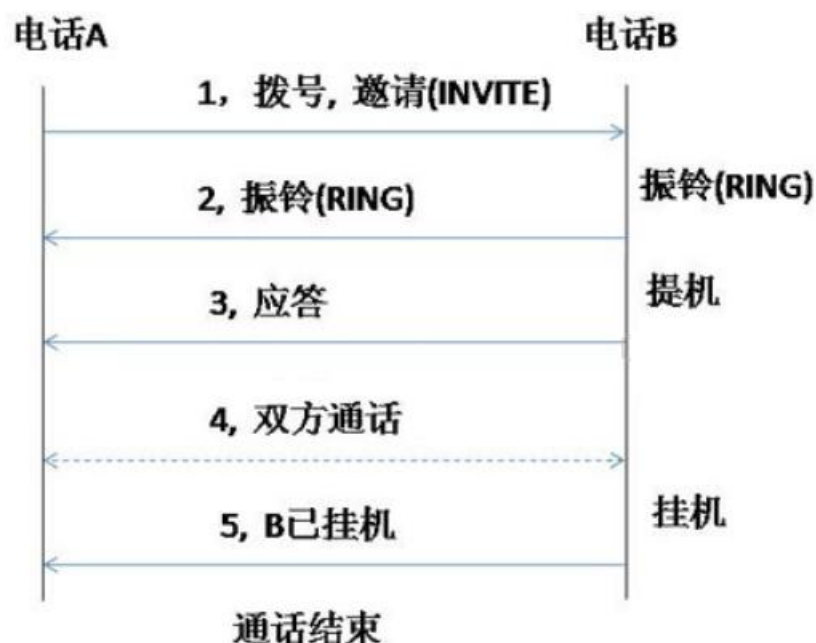 电话A
电话B
1，拨号, 邀请(INVITE)
2, 振铃(RING)
振铃(RING)
3, 应答
提机
4, 双方通话
5, B已挂机
挂机
通话结束